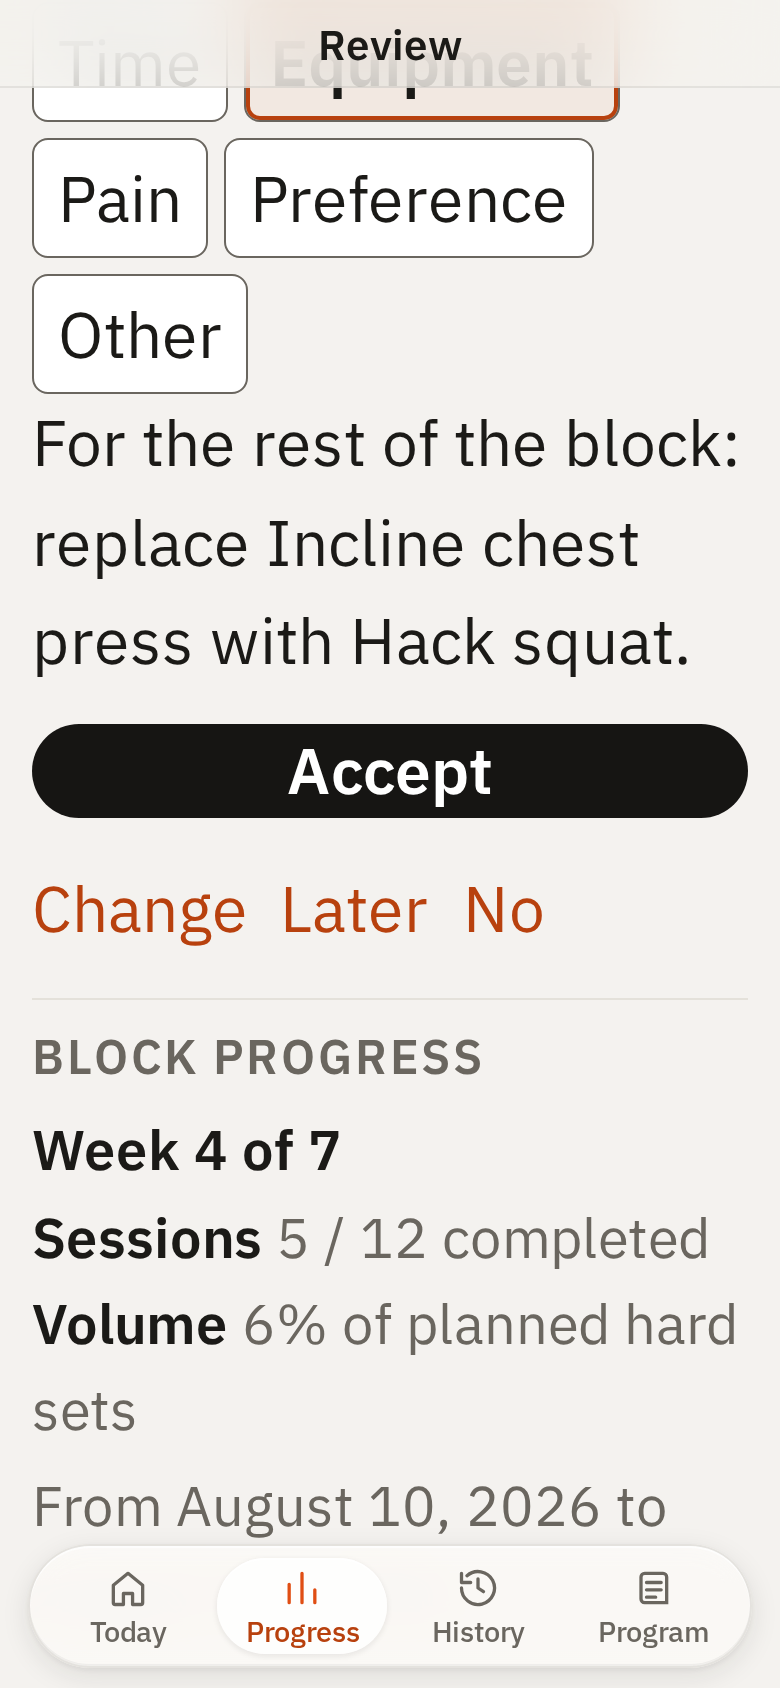 Review
Time Equipment
Pain Preference
Other
For the rest of the block:
replace Incline chest
press with Hack squat.
Accept
Change Later No
BLOCK PROGRESS
Week 4 of 7
Sessions 5 / 12 completed
Volume 6% of planned hard
sets
From August 10, 2026 to
Today Progress History Program